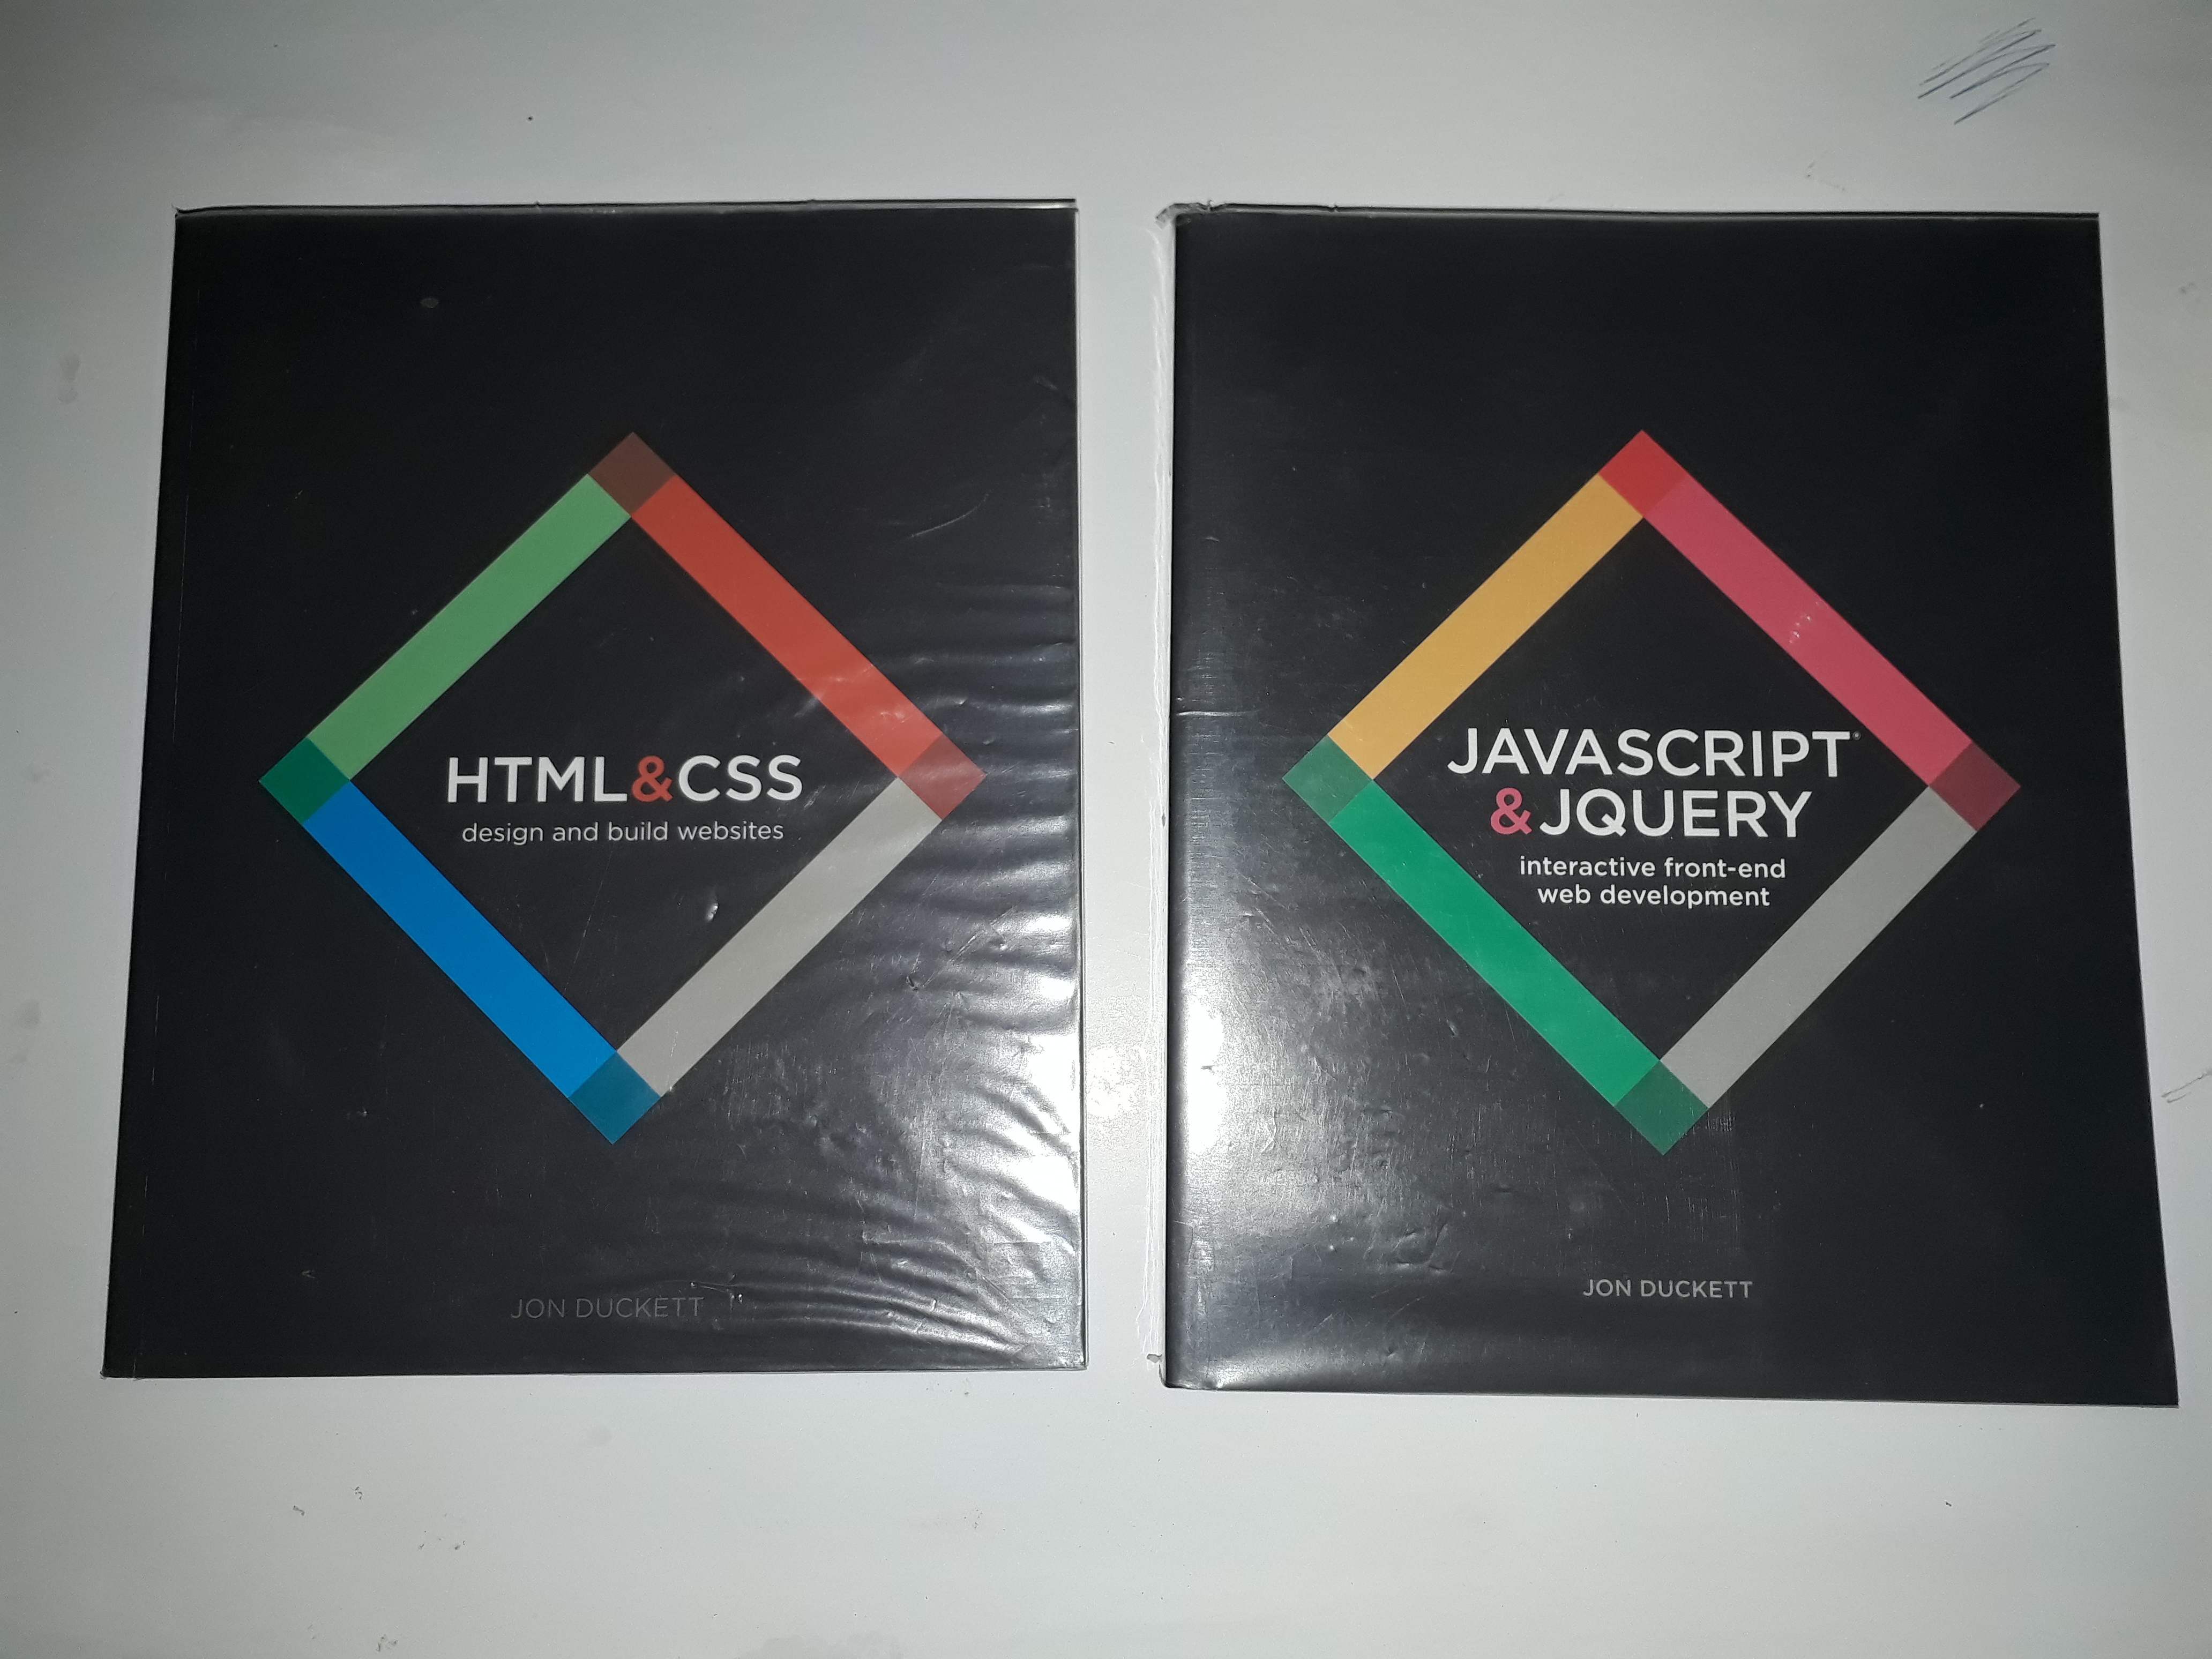 HTML&CSS
design and build websites
JON DUCKETT
JAVASCRIPT®
&JQUERY
interactive front-end
web development
JON DUCKETT